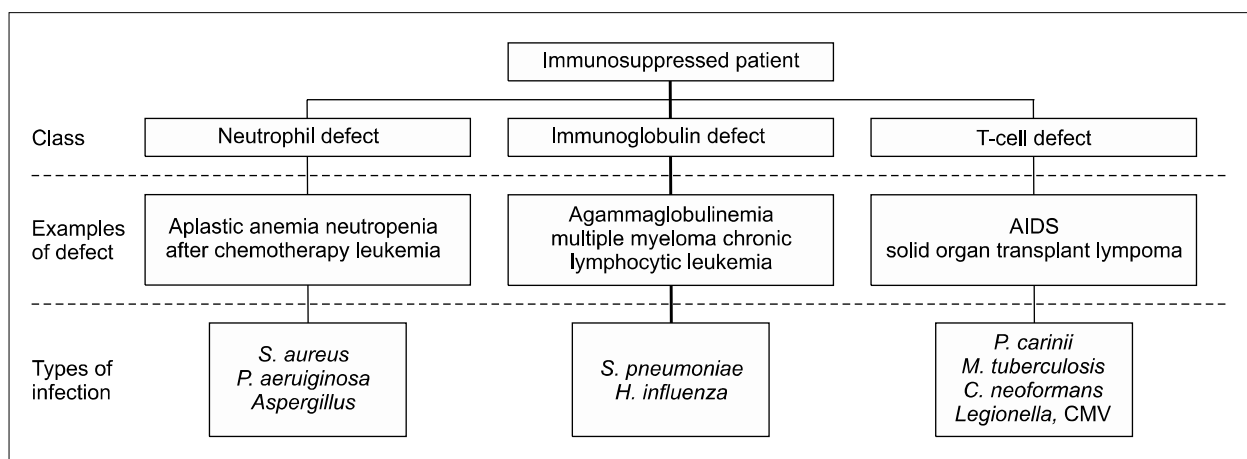 Immunosuppressed patient
Class
Neutrophil defect
Immunoglobulin defect
T-cell defect
Examples
of defect
Aplastic anemia neutropenia
after chemotherapy leukemia
Agammaglobulinemia
multiple myeloma chronic
lymphocytic leukemia
AIDS
solid organ transplant lympoma
Types of
infection
S. aureus
P. aeruiginosa
Aspergillus
S. pneumoniae
H. influenza
P. carinii
M. tuberculosis
C. neoformans
Legionella, CMV